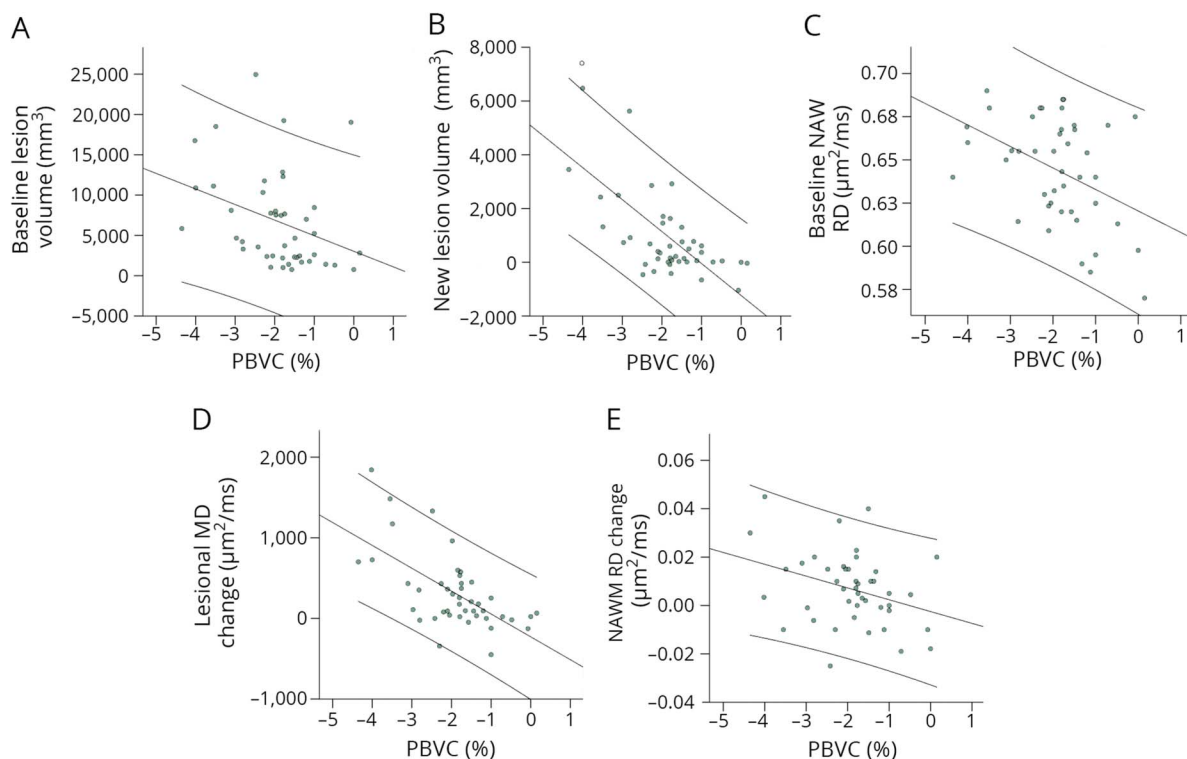 A
Baseline lesion
volume (mm³)
25,000
20,000
15,000
10,000
5,000
0
−5,000
−5 −4 −3 −2 −1 0 1
PBVC (%)
B
New lesion volume (mm³)
8,000
6,000
4,000
2,000
0
−2,000
−5 −4 −3 −2 −1 0 1
PBVC (%)
C
Baseline NAW
RD (μm²/ms)
0.70
0.68
0.65
0.63
0.60
0.58
−5 −4 −3 −2 −1 0 1
PBVC (%)
D
Lesional MD
change (μm²/ms)
2,000
1,000
0
−1,000
−5 −4 −3 −2 −1 0 1
PBVC (%)
E
NAWM RD change
(μm²/ms)
0.06
0.04
0.02
0.00
−0.02
−0.04
−5 −4 −3 −2 −1 0 1
PBVC (%)